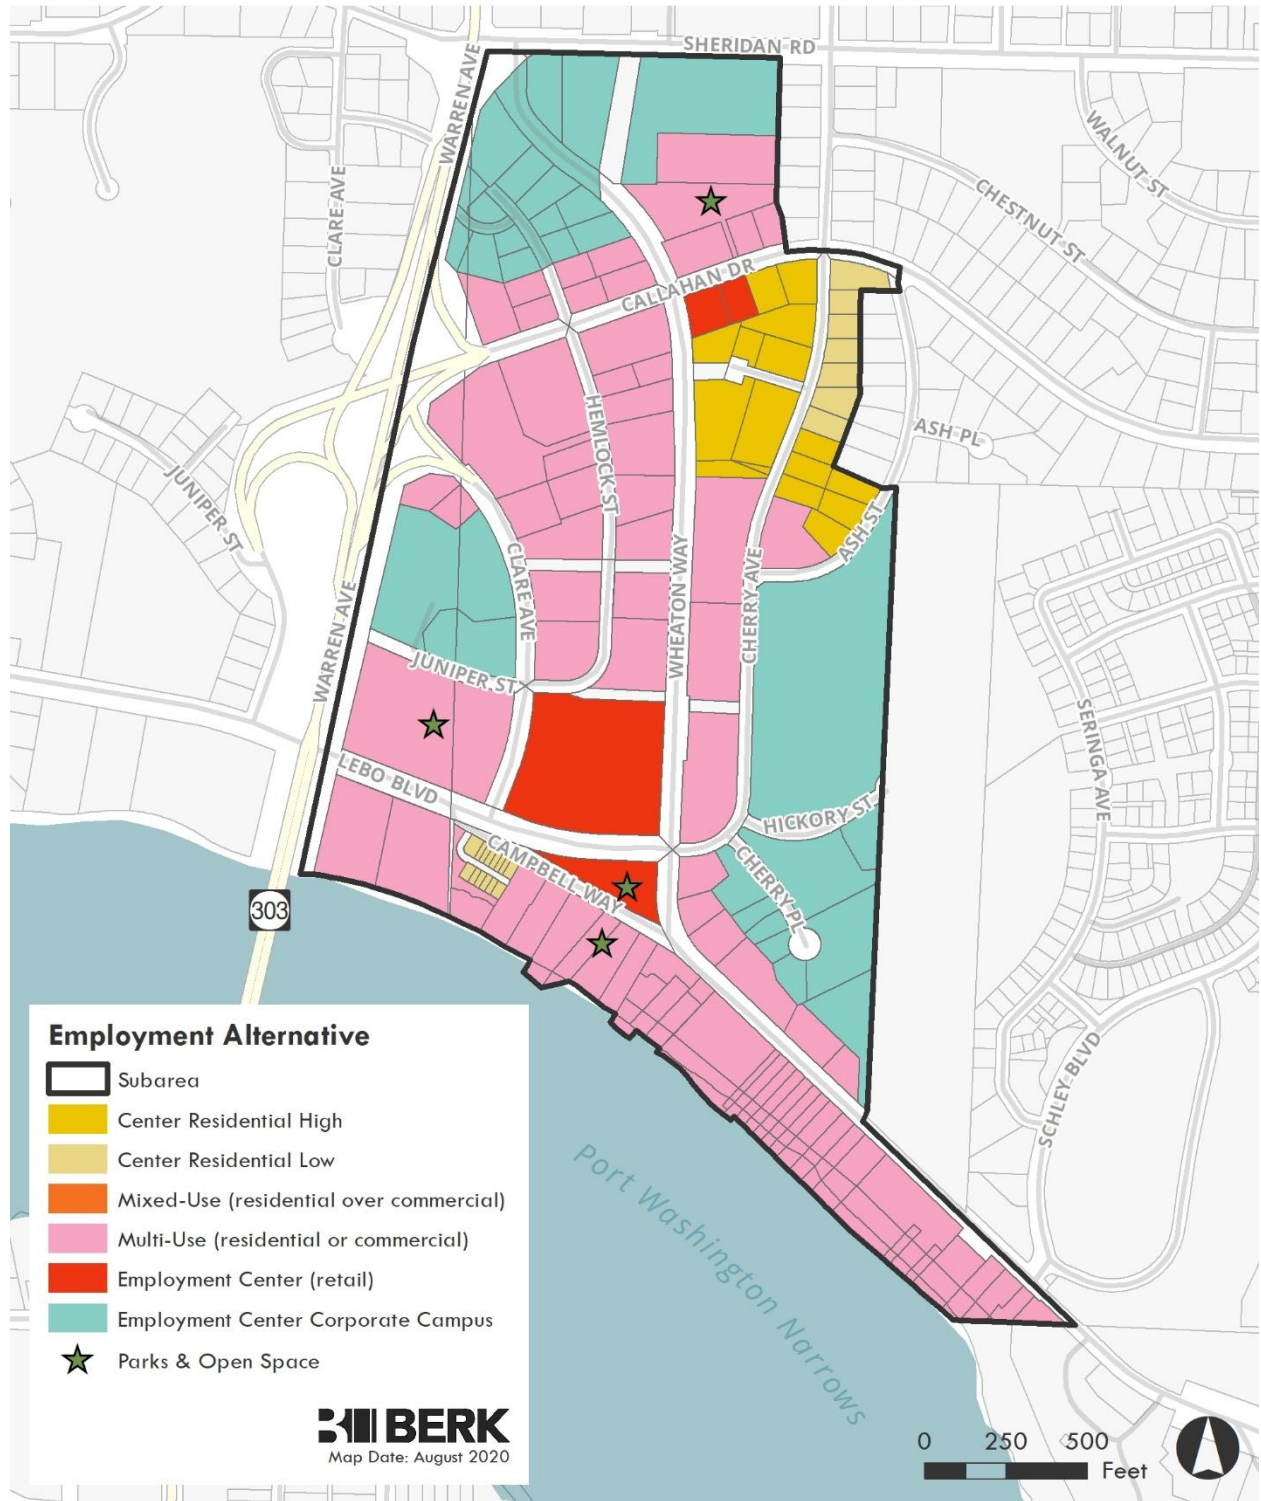 SHERIDAN RD
WARREN AVE
WALNUT ST
CLARE AVE
CHESTNUT ST
CALLAHAN DR
HEMLOCK ST
ASH PL
JUNIPER ST
ASH ST
CLARE AVE
WHEATON WAY
CHERRY AVE
WARREN AVE
JUNIPER ST
SERINGA AVE
LEBO BLVD
HICKORY ST
CAMPBELL WAY
CHERRY PL
303
SCHLEY BLVD
Port Washington Narrows
Employment Alternative
Subarea
Center Residential High
Center Residential Low
Mixed-Use (residential over commercial)
Multi-Use (residential or commercial)
Employment Center (retail)
Employment Center Corporate Campus
Parks & Open Space
BERK
Map Date: August 2020
0 250 500
Feet